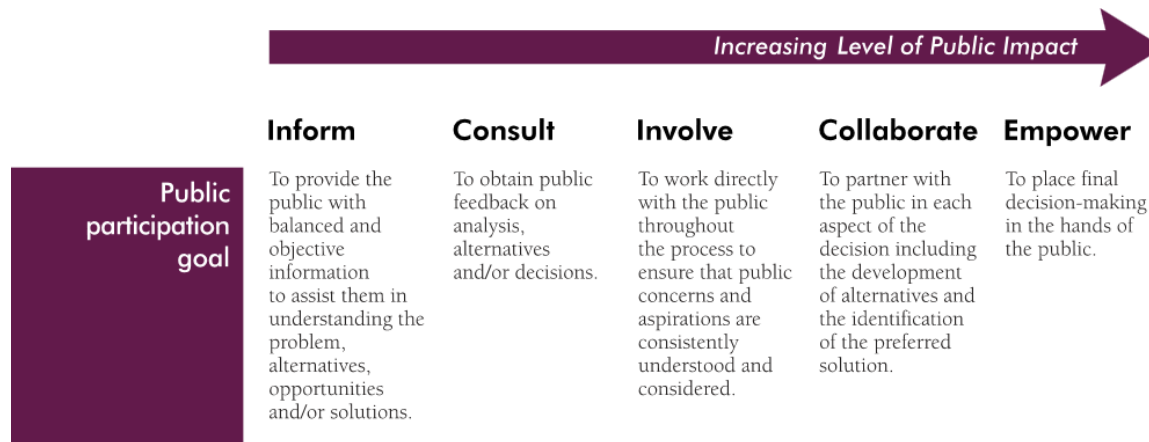 Increasing Level of Public Impact
Inform
Consult
Involve
Collaborate
Empower
Public
participation
goal
To provide the
public with
balanced and
objective
information
to assist them in
understanding the
problem,
alternatives,
opportunities
and/or solutions.
To obtain public
feedback on
analysis,
alternatives
and/or decisions.
To work directly
with the public
throughout
the process to
ensure that public
concerns and
aspirations are
consistently
understood and
considered.
To partner with
the public in each
aspect of the
decision including
the development
of alternatives and
the identification
of the preferred
solution.
To place final
decision-making
in the hands of
the public.